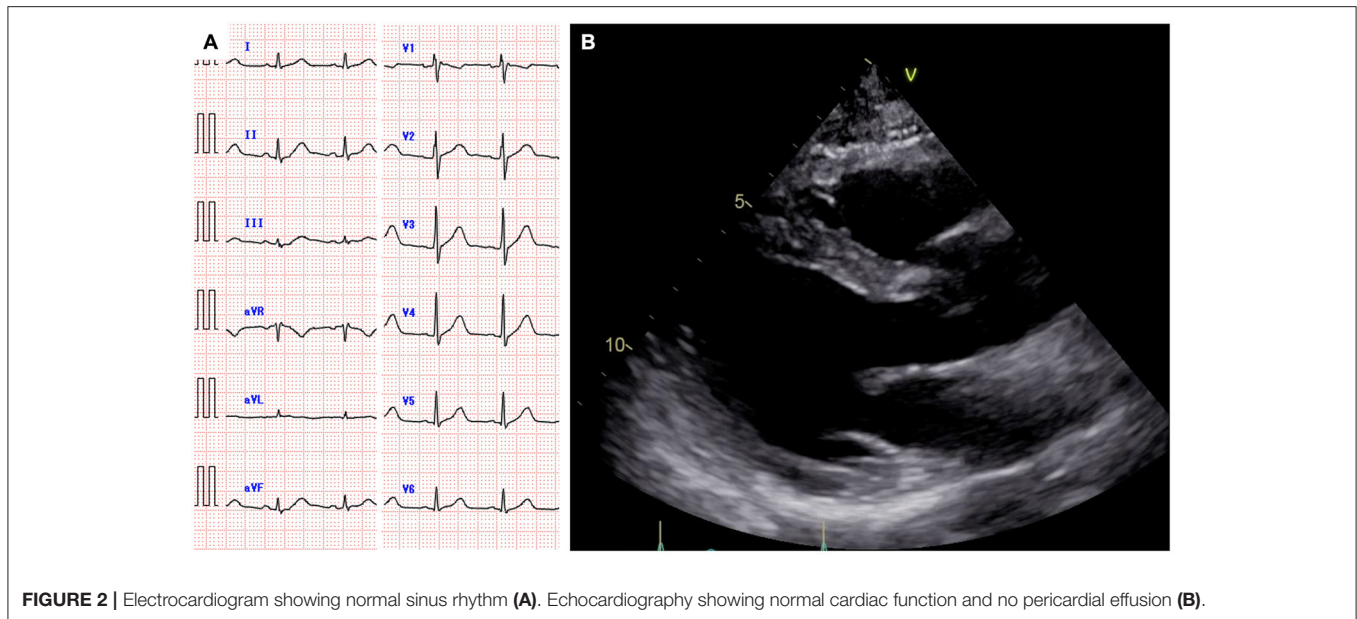 A
I
II
III
aVR
aVL
aVF
V1
V2
V3
V4
V5
V6
B
V
5
10
FIGURE 2 | Electrocardiogram showing normal sinus rhythm (A). Echocardiography showing normal cardiac function and no pericardial effusion (B).